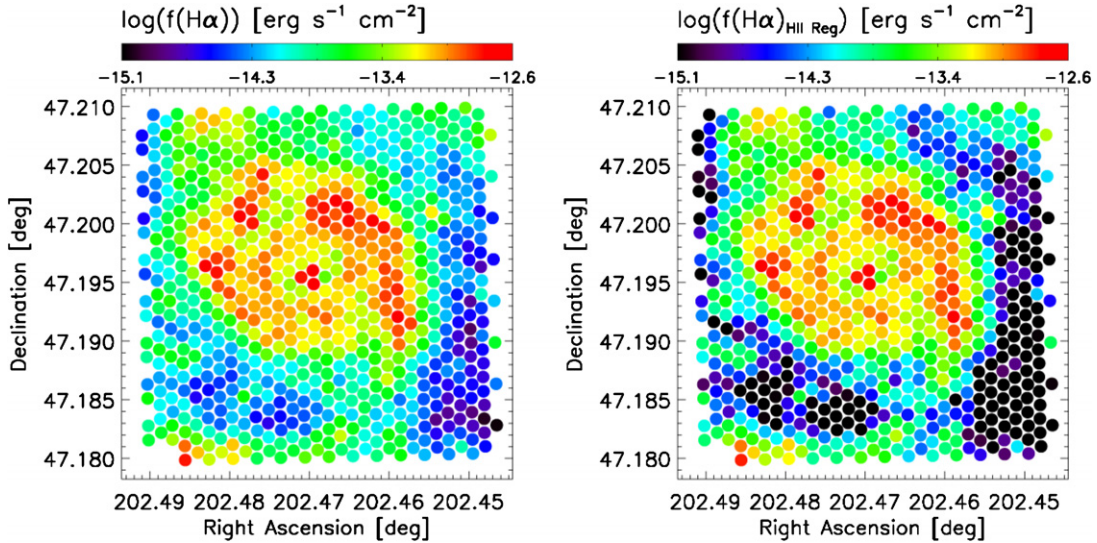 log(f(Hα)) [erg s⁻¹ cm⁻²]
−15.1 −14.3 −13.4 −12.6
47.210
47.205
47.200
47.195
47.190
47.185
47.180
Declination [deg]
202.49 202.48 202.47 202.46 202.45
Right Ascension [deg]
log(f(Hα)HII Reg) [erg s⁻¹ cm⁻²]
−15.1 −14.3 −13.4 −12.6
47.210
47.205
47.200
47.195
47.190
47.185
47.180
Declination [deg]
202.49 202.48 202.47 202.46 202.45
Right Ascension [deg]